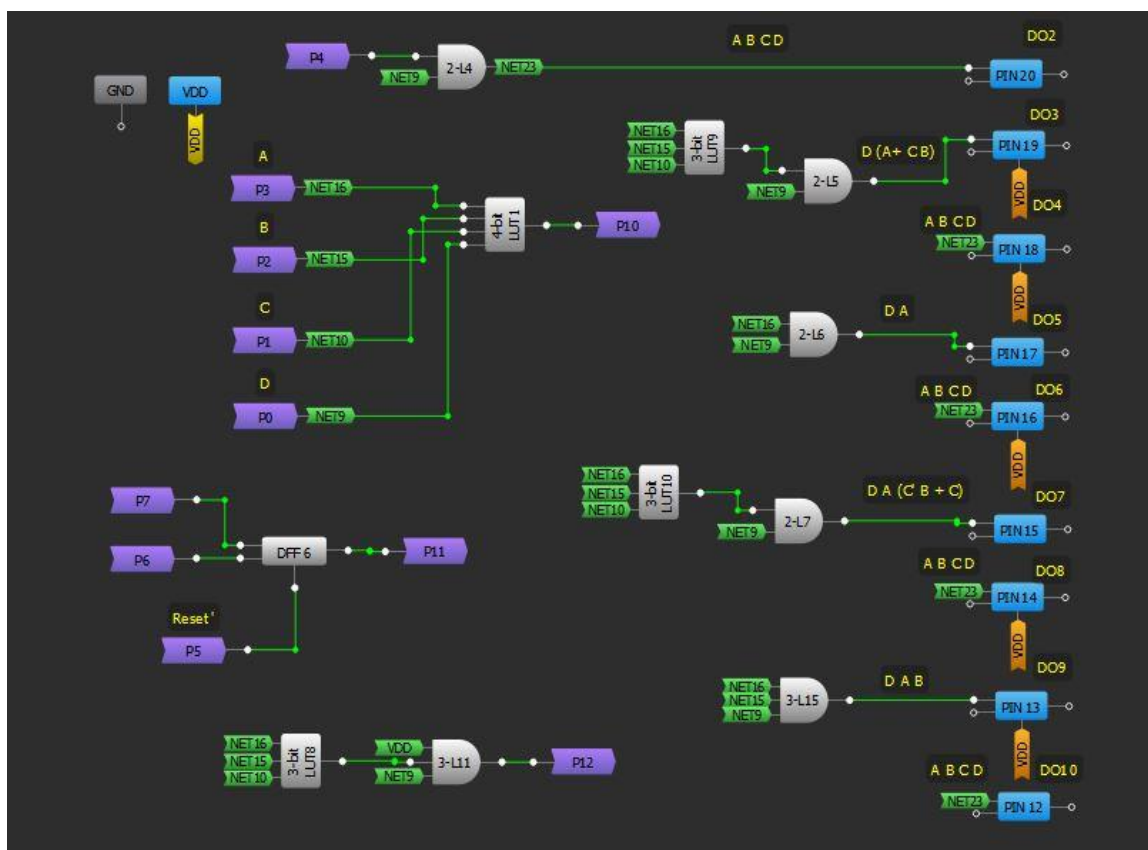 A B C D
DO2
P4
2-L4
NET23
NET9
PIN 20
GND
VDD
VDD
DO3
NET16
NET15
NET10
3-bit LUT9
D (A+ CB)
PIN 19
NET9
2-L5
VDD
DO4
A
P3
NET16
B
P2
NET15
C
P1
NET10
D
P0
NET9
4-bit LUT1
P10
A B C D
NET23
PIN 18
VDD
DO5
NET16
NET9
2-L6
D A
PIN 17
A B C D
DO6
NET23
PIN 16
VDD
NET16
NET15
NET10
3-bit LUT10
D A (C' B + C)
DO7
NET9
2-L7
PIN 15
P7
P6
DFF 6
P11
Reset'
P5
A B C D
DO8
NET23
PIN 14
VDD
DO9
NET16
NET15
NET9
3-L15
D A B
PIN 13
VDD
NET16
NET15
NET10
3-bit LUT8
VDD
NET9
3-L11
P12
A B C D
DO10
NET23
PIN 12